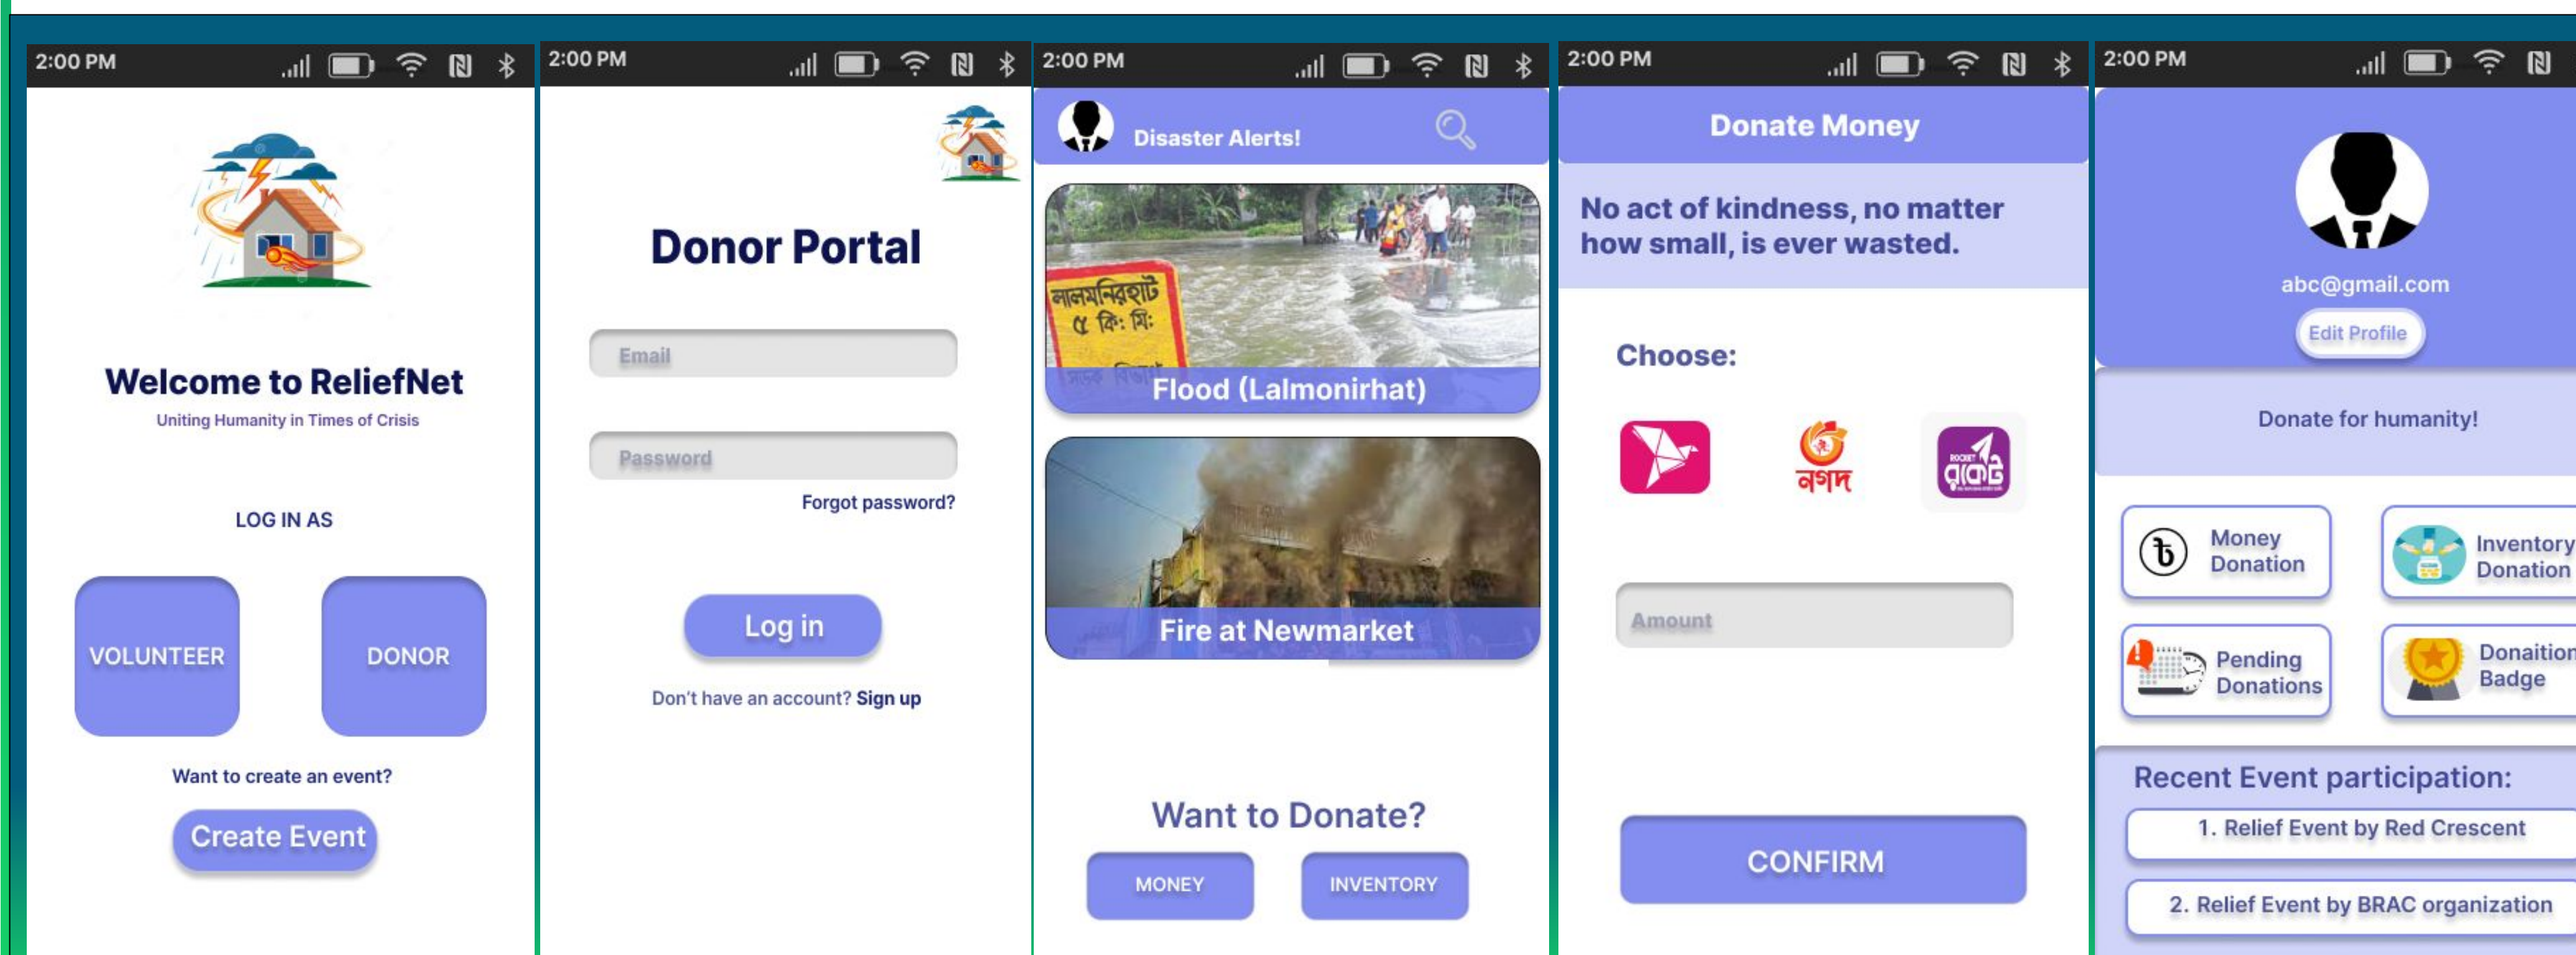 2:00 PM
Welcome to ReliefNet
Uniting Humanity in Times of Crisis
LOG IN AS
VOLUNTEER
DONOR
Want to create an event?
Create Event
2:00 PM
Donor Portal
Email
Password
Forgot password?
Log in
Don't have an account? Sign up
2:00 PM
Disaster Alerts!
লালমনিরহাট
৫ কি: মি:
সড়ক বিভাগ
Flood (Lalmonirhat)
Fire at Newmarket
Want to Donate?
MONEY
INVENTORY
2:00 PM
Donate Money
No act of kindness, no matter
how small, is ever wasted.
Choose:
নগদ
ROCKET
রকেট
Amount
CONFIRM
2:00 PM
abc@gmail.com
Edit Profile
Donate for humanity!
Money
Donation
Inventory
Donation
Pending
Donations
Donaition
Badge
Recent Event participation:
1. Relief Event by Red Crescent
2. Relief Event by BRAC organization